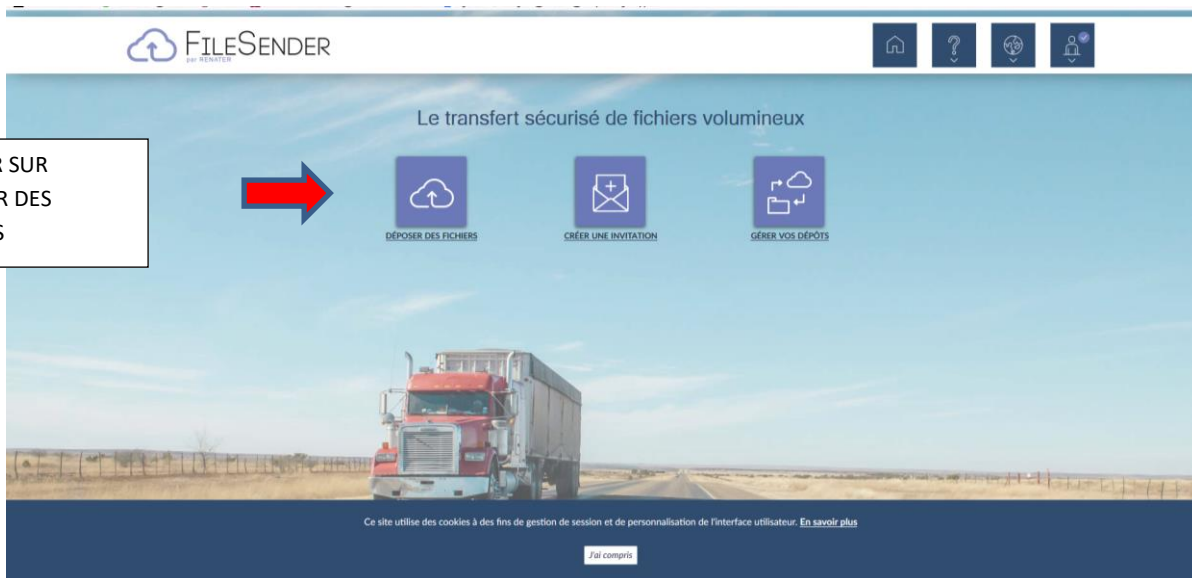 FILESENDER
par RENATER
Le transfert sécurisé de fichiers volumineux
R SUR
R DES
S
DÉPOSER DES FICHIERS
CRÉER UNE INVITATION
GÉRER VOS DÉPÔTS
Ce site utilise des cookies à des fins de gestion de session et de personnalisation de l'interface utilisateur. En savoir plus
J'ai compris